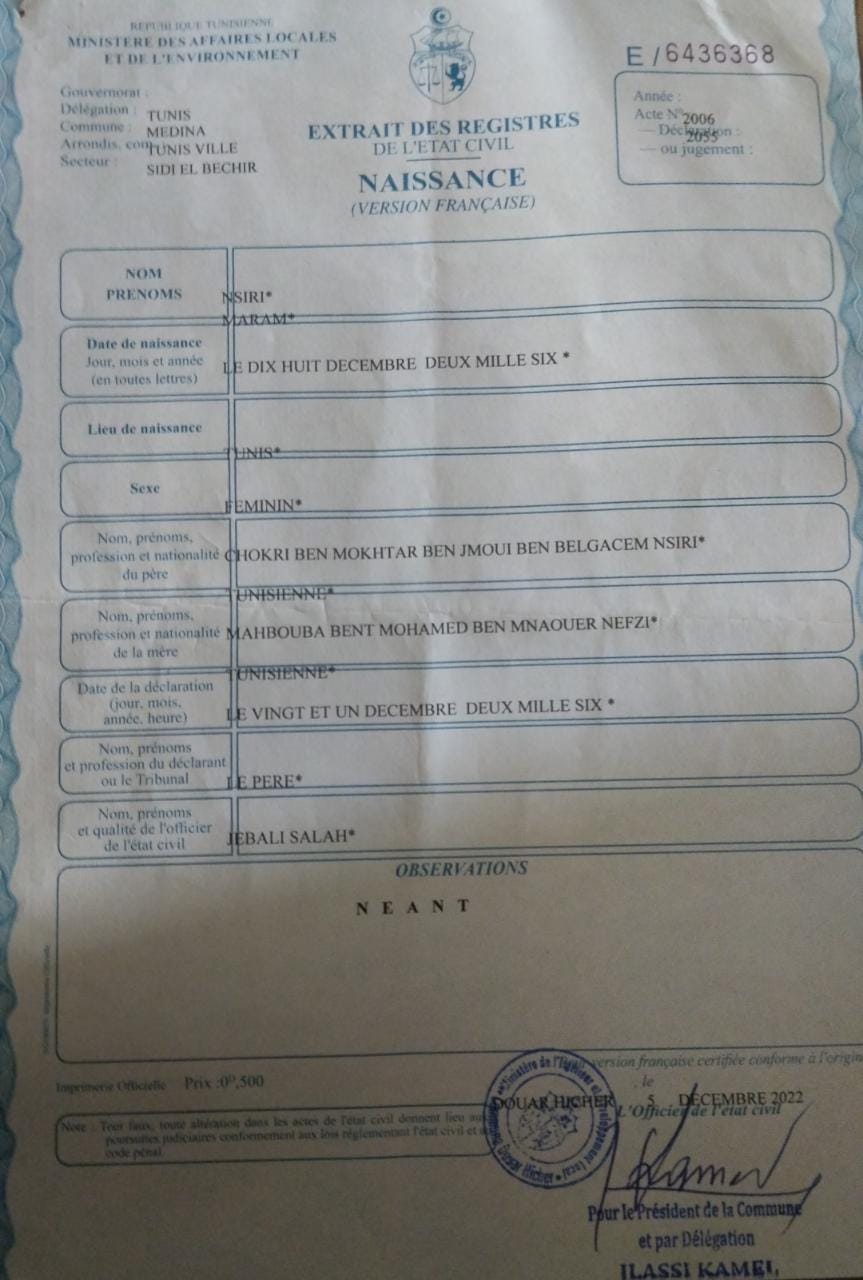 REPUBLIQUE TUNISIENNE
MINISTERE DES AFFAIRES LOCALES
ET DE L'ENVIRONNEMENT
E / 6436368
Gouvernorat : TUNIS
Délégation : MEDINA
Commune : TUNIS VILLE
Arrondis. com
Secteur : SIDI EL BECHIR
EXTRAIT DES REGISTRES
DE L'ETAT CIVIL
NAISSANCE
(VERSION FRANÇAISE)
Année : 2006
Acte N° 2055
— Déclaration :
— ou jugement :
NOM
PRENOMS
NSIRI*
MARAM*
Date de naissance
Jour, mois et année
(en toutes lettres)
LE DIX HUIT DECEMBRE DEUX MILLE SIX *
Lieu de naissance
TUNIS*
Sexe
FEMININ*
Nom, prénoms,
profession et nationalité
du père
CHOKRI BEN MOKHTAR BEN JMOUI BEN BELGACEM NSIRI*
TUNISIENNE*
Nom, prénoms,
profession et nationalité
de la mère
MAHBOUBA BENT MOHAMED BEN MNAOUER NEFZI*
TUNISIENNE*
Date de la déclaration
(jour, mois,
année, heure)
LE VINGT ET UN DECEMBRE DEUX MILLE SIX *
Nom, prénoms
et profession du déclarant
ou le Tribunal
LE PERE*
Nom, prénoms
et qualité de l'officier
de l'état civil
JEBALI SALAH*
OBSERVATIONS
N E A N T
Imprimerie Officielle Prix :0ᴰ,500
version française certifiée conforme à l'origin
, le
DOUAR HICHER 5 DECEMBRE 2022
L'Officier de l'état civil
Note : Tout faux, toute altération dans les actes de l'état civil donnent lieu au
poursuites judiciaires conformement aux lois réglementant l'état civil et
code pénal.
Pour le Président de la Commune
et par Délégation
JLASSI KAMEL